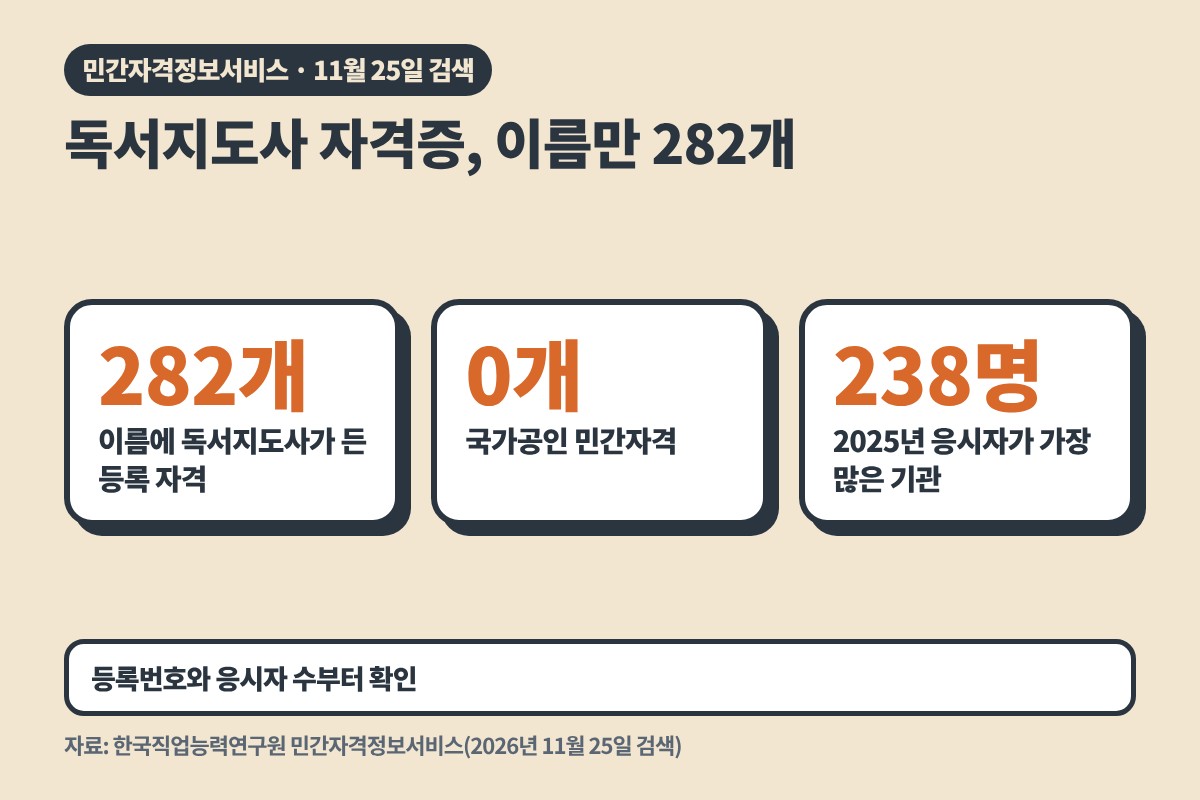 민간자격정보서비스 · 11월 25일 검색
독서지도사 자격증, 이름만 282개
282개
이름에 독서지도사가 든
등록 자격
0개
국가공인 민간자격
238명
2025년 응시자가 가장
많은 기관
등록번호와 응시자 수부터 확인
자료: 한국직업능력연구원 민간자격정보서비스(2026년 11월 25일 검색)